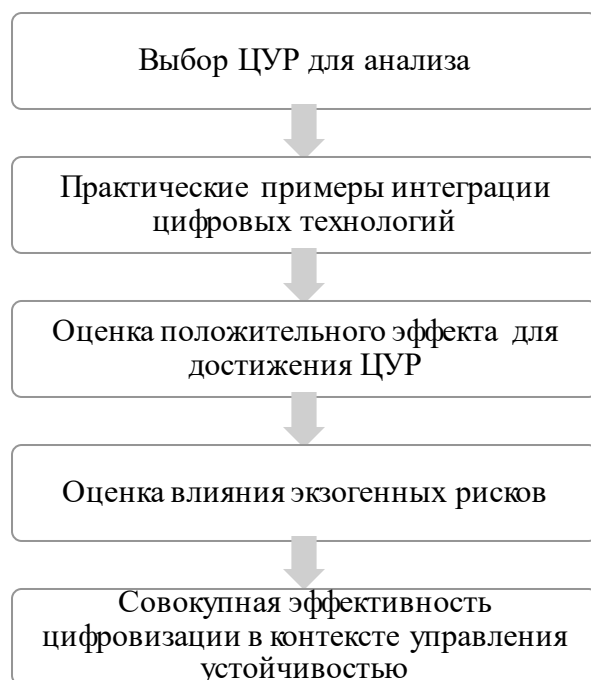 Выбор ЦУР для анализа
Практические примеры интеграции
цифровых технологий
Оценка положительного эффекта для
достижения ЦУР
Оценка влияния экзогенных рисков
Совокупная эффективность
цифровизации в контексте управления
устойчивостью